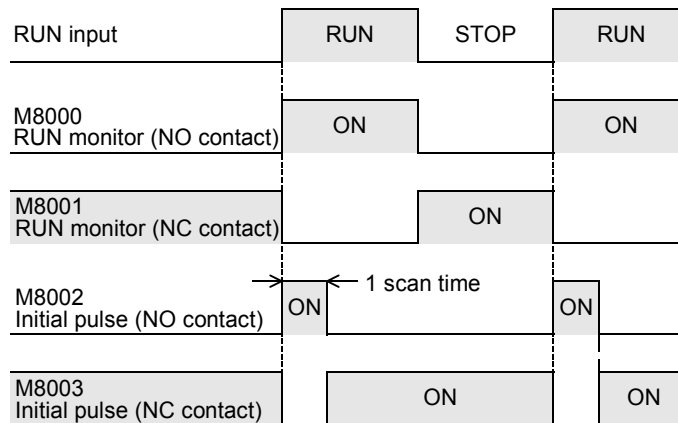 RUN input RUN STOP RUN
M8000
RUN monitor (NO contact) ON ON
M8001
RUN monitor (NC contact) ON
1 scan time
M8002
Initial pulse (NO contact) ON ON
M8003
Initial pulse (NC contact) ON ON